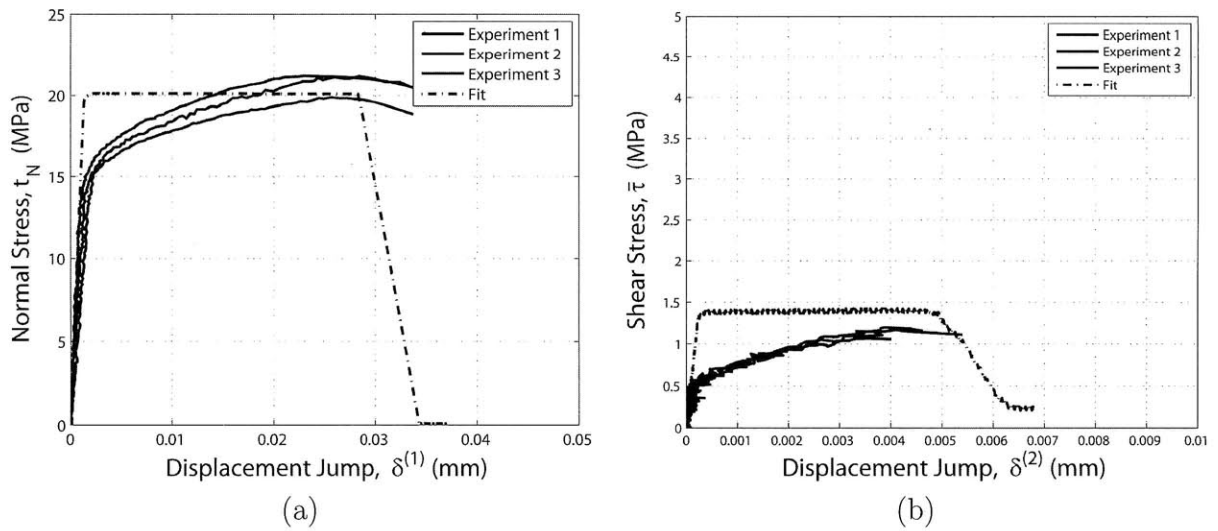 25
20
15
10
5
0
Normal Stress, t_N (MPa)
Experiment 1
Experiment 2
Experiment 3
Fit
0 0.01 0.02 0.03 0.04 0.05
Displacement Jump, δ(1) (mm)
(a)
5
4.5
4
3.5
3
2.5
2
1.5
1
0.5
0
Shear Stress, τ̄ (MPa)
Experiment 1
Experiment 2
Experiment 3
Fit
0 0.001 0.002 0.003 0.004 0.005 0.006 0.007 0.008 0.009 0.01
Displacement Jump, δ(2) (mm)
(b)